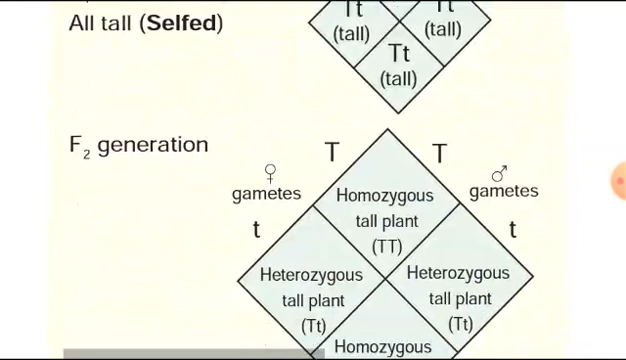 Tt Tt
All tall (Selfed)
(tall) (tall)
Tt
(tall)
F₂ generation
T T
♀ ♂
gametes gametes
Homozygous
tall plant
(TT)
t t
Heterozygous Heterozygous
tall plant tall plant
(Tt) (Tt)
Homozygous